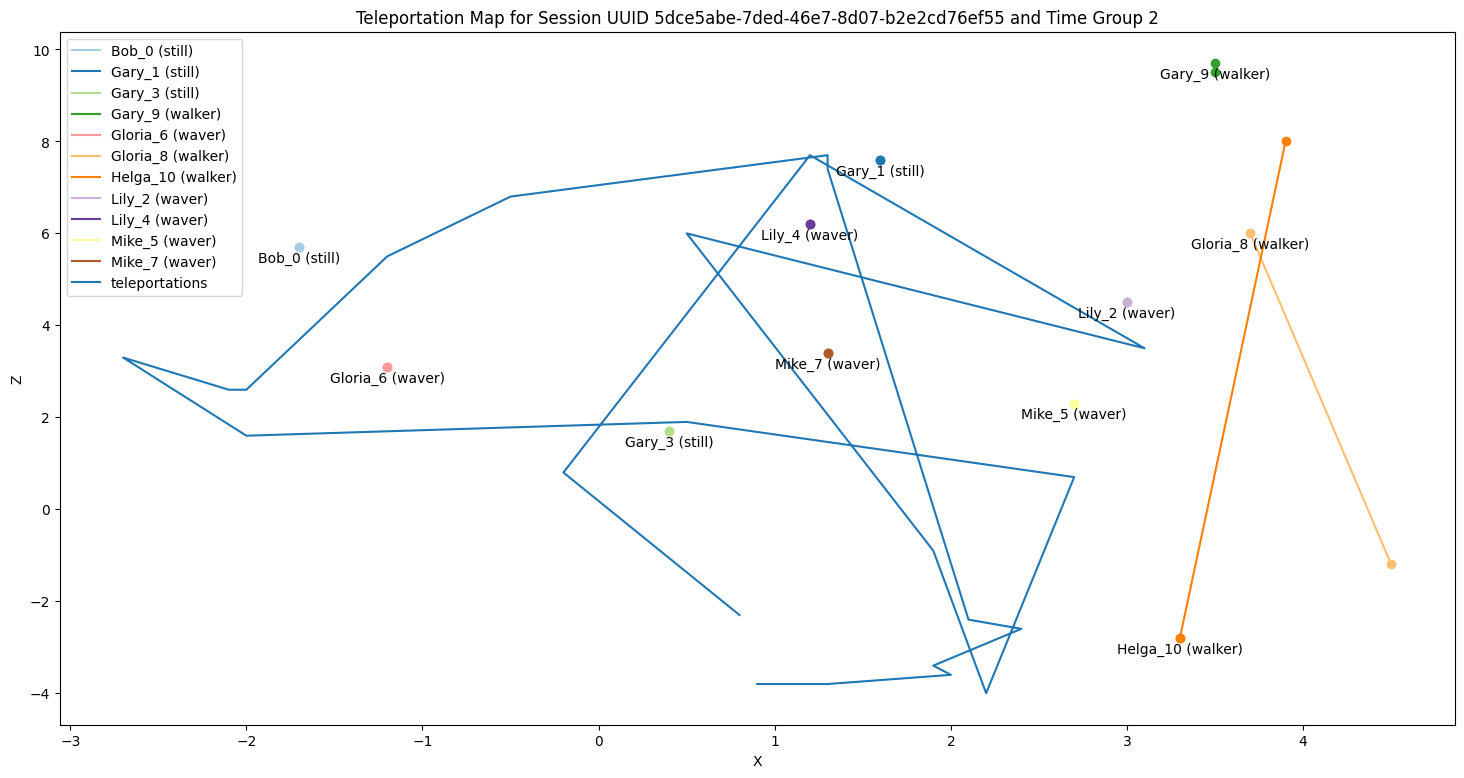 Teleportation Map for Session UUID 5dce5abe-7ded-46e7-8d07-b2e2cd76ef55 and Time Group 2
Bob_0 (still)
Gary_1 (still)
Gary_3 (still)
Gary_9 (walker)
Gloria_6 (waver)
Gloria_8 (walker)
Helga_10 (walker)
Lily_2 (waver)
Lily_4 (waver)
Mike_5 (waver)
Mike_7 (waver)
teleportations
Gary_9 (walker)
Gary_1 (still)
Lily_4 (waver)
Gloria_8 (walker)
Bob_0 (still)
Lily_2 (waver)
Mike_7 (waver)
Gloria_6 (waver)
Mike_5 (waver)
Gary_3 (still)
Helga_10 (walker)
10
8
6
4
2
0
−2
−4
Z
−3
−2
−1
0
1
2
3
4
X